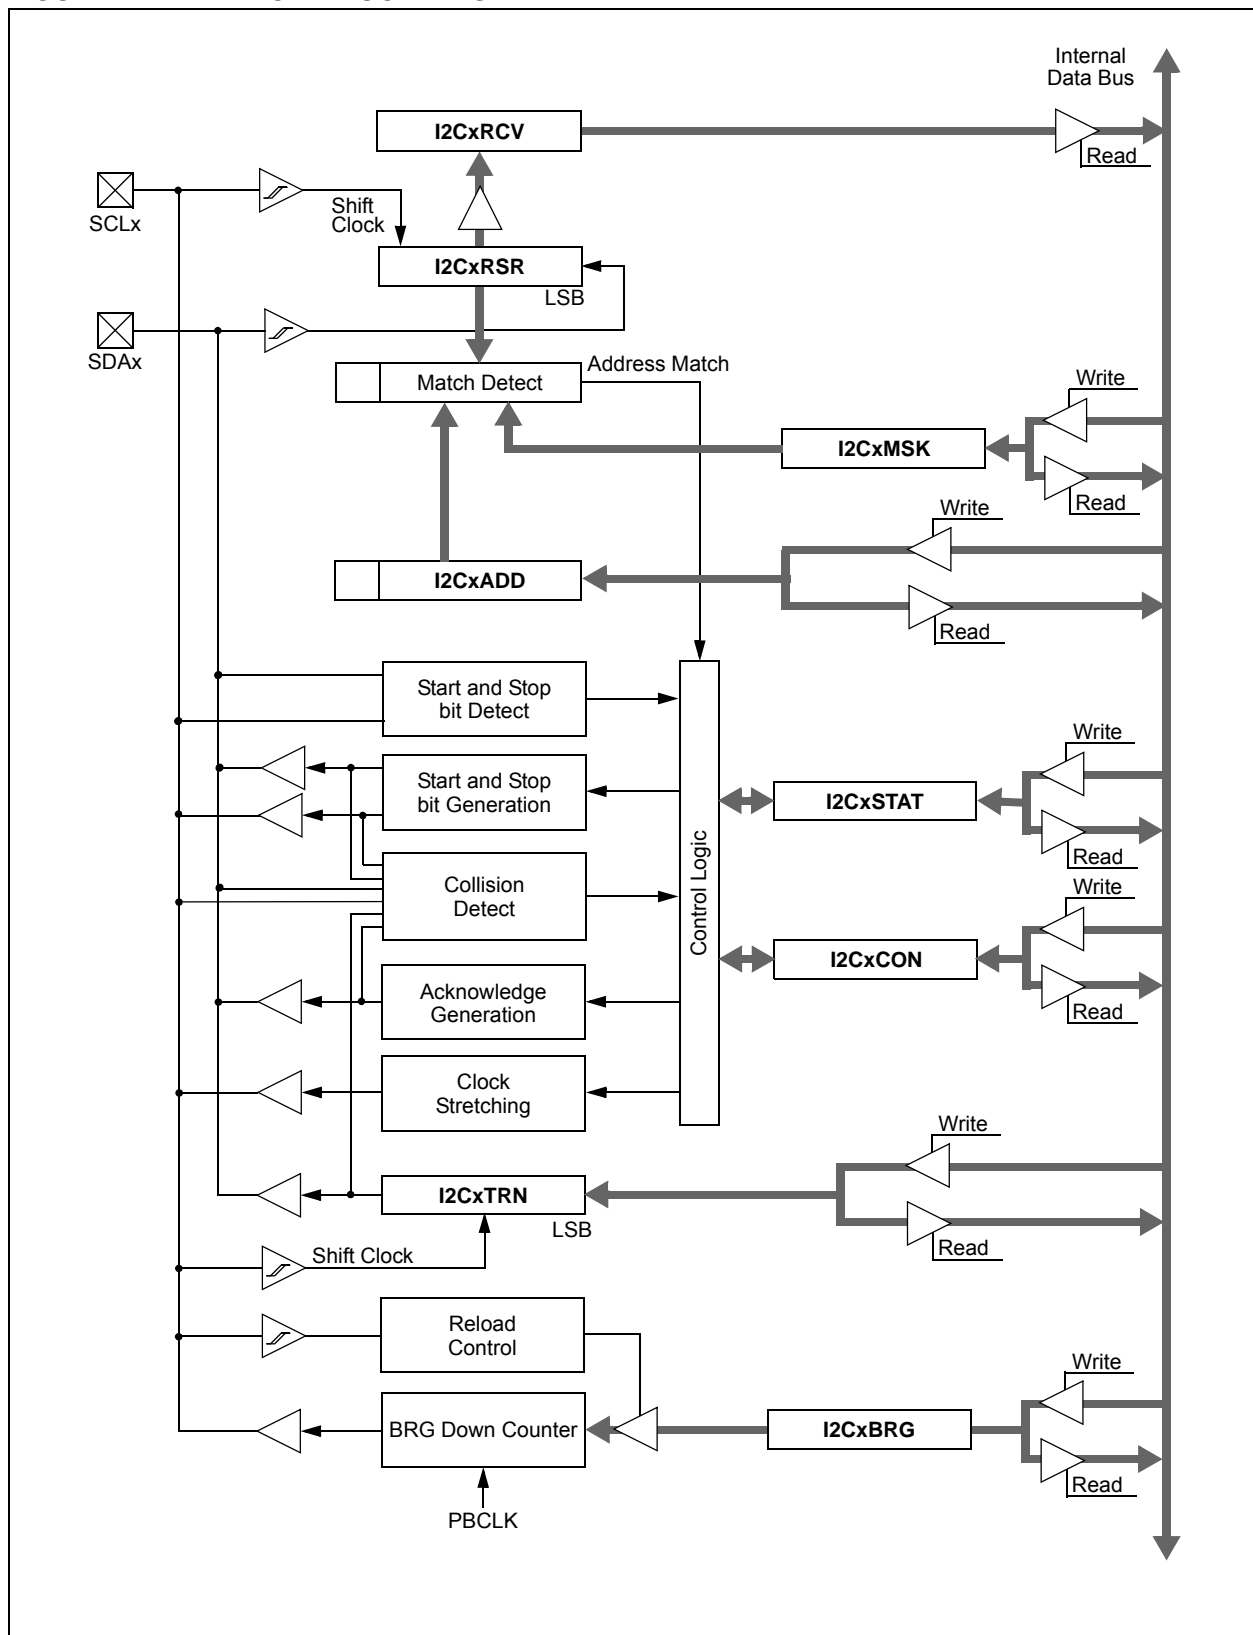 Internal
Data Bus
I2CxRCV
Read
SCLx
Shift
Clock
I2CxRSR
LSB
SDAx
Address Match
Match Detect
Write
I2CxMSK
Read
Write
I2CxADD
Read
Start and Stop
bit Detect
Write
Start and Stop
bit Generation
I2CxSTAT
Read
Control Logic
Collision
Detect
Write
I2CxCON
Read
Acknowledge
Generation
Clock
Stretching
Write
I2CxTRN
LSB
Read
Shift Clock
Reload
Control
Write
BRG Down Counter
I2CxBRG
Read
PBCLK